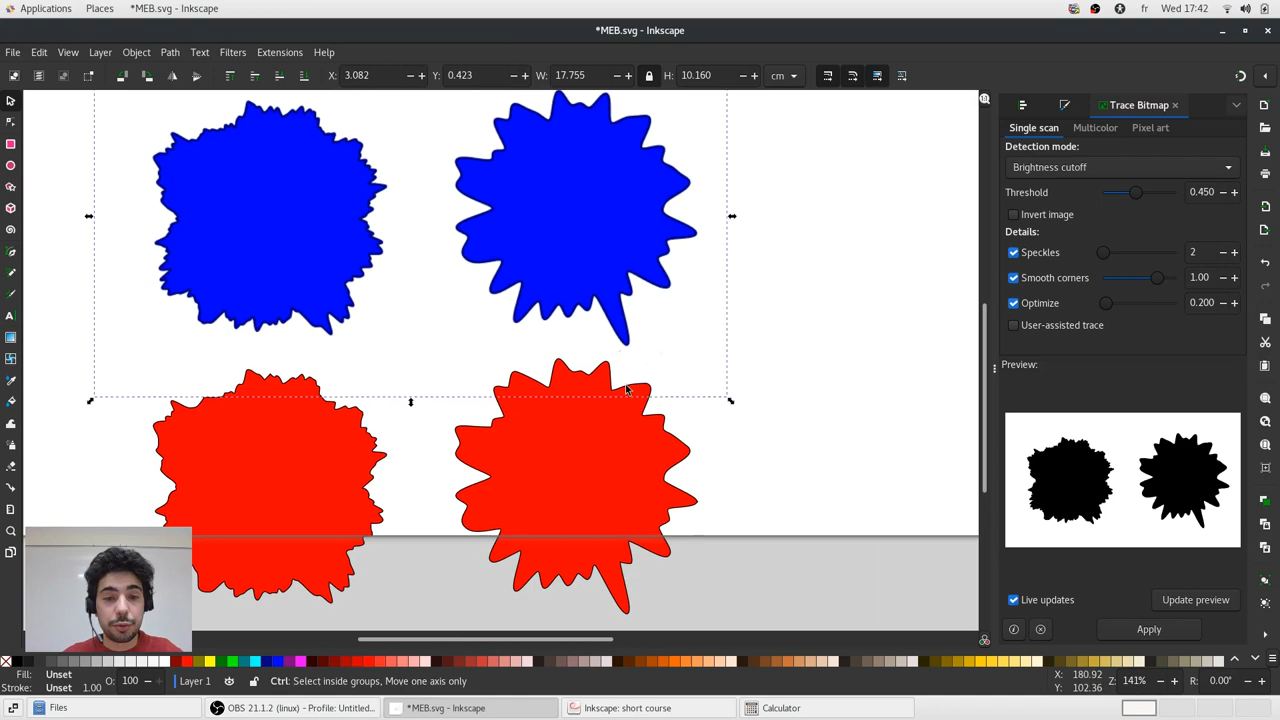 Applications Places *MEB.svg - Inkscape fr Wed 17:42
*MEB.svg - Inkscape
File Edit View Layer Object Path Text Filters Extensions Help
X: 3.082 Y: 0.423 W: 17.755 H: 10.160 cm
Trace Bitmap
Single scan Multicolor Pixel art
Detection mode:
Brightness cutoff
Threshold 0.450
Invert image
Details:
Speckles 2
Smooth corners 1.00
Optimize 0.200
User-assisted trace
Preview:
Live updates Update preview
Apply
Fill: Unset
Stroke: Unset 1.00 O: 100 Layer 1 Ctrl: Select inside groups, Move one axis only X: 180.92 Y: 102.36 Z: 141% R: 0.00°
Files OBS 21.1.2 (linux) - Profile: Untitled... *MEB.svg - Inkscape Inkscape: short course Calculator